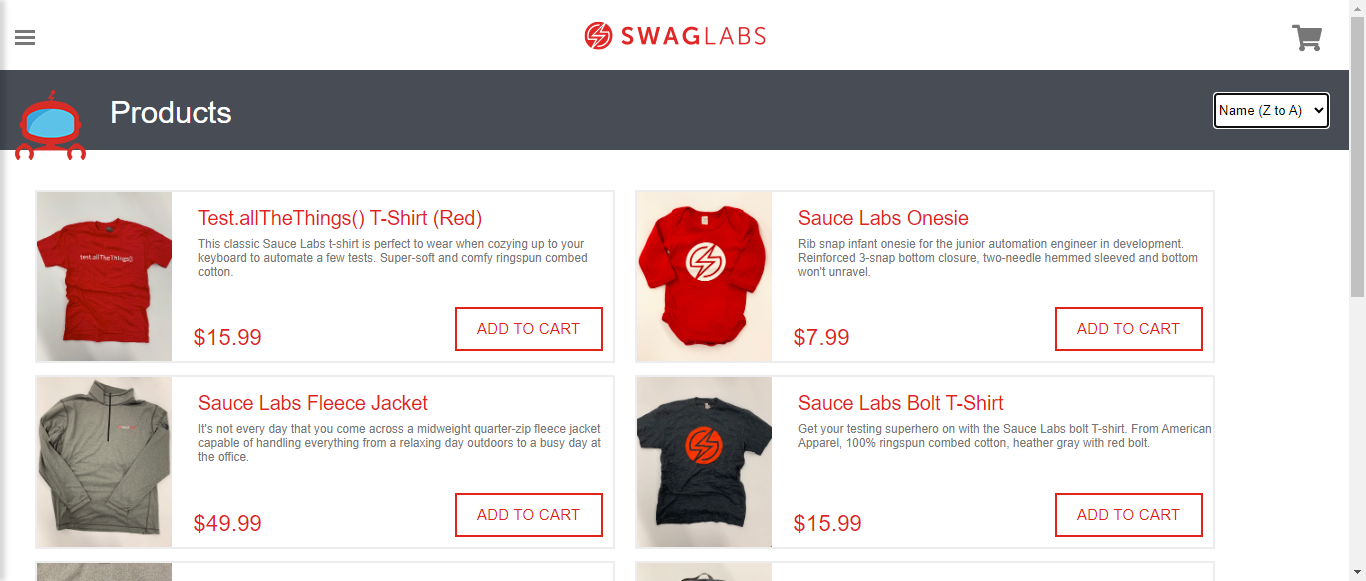 SWAGLABS
Products
Name (Z to A)
test.allTheThings()
Test.allTheThings() T-Shirt (Red)
This classic Sauce Labs t-shirt is perfect to wear when cozying up to your
keyboard to automate a few tests. Super-soft and comfy ringspun combed
cotton.
$15.99
ADD TO CART
Sauce Labs Onesie
Rib snap infant onesie for the junior automation engineer in development.
Reinforced 3-snap bottom closure, two-needle hemmed sleeved and bottom
won't unravel.
$7.99
ADD TO CART
Sauce Labs Fleece Jacket
It's not every day that you come across a midweight quarter-zip fleece jacket
capable of handling everything from a relaxing day outdoors to a busy day at
the office.
$49.99
ADD TO CART
Sauce Labs Bolt T-Shirt
Get your testing superhero on with the Sauce Labs bolt T-shirt. From American
Apparel, 100% ringspun combed cotton, heather gray with red bolt.
$15.99
ADD TO CART